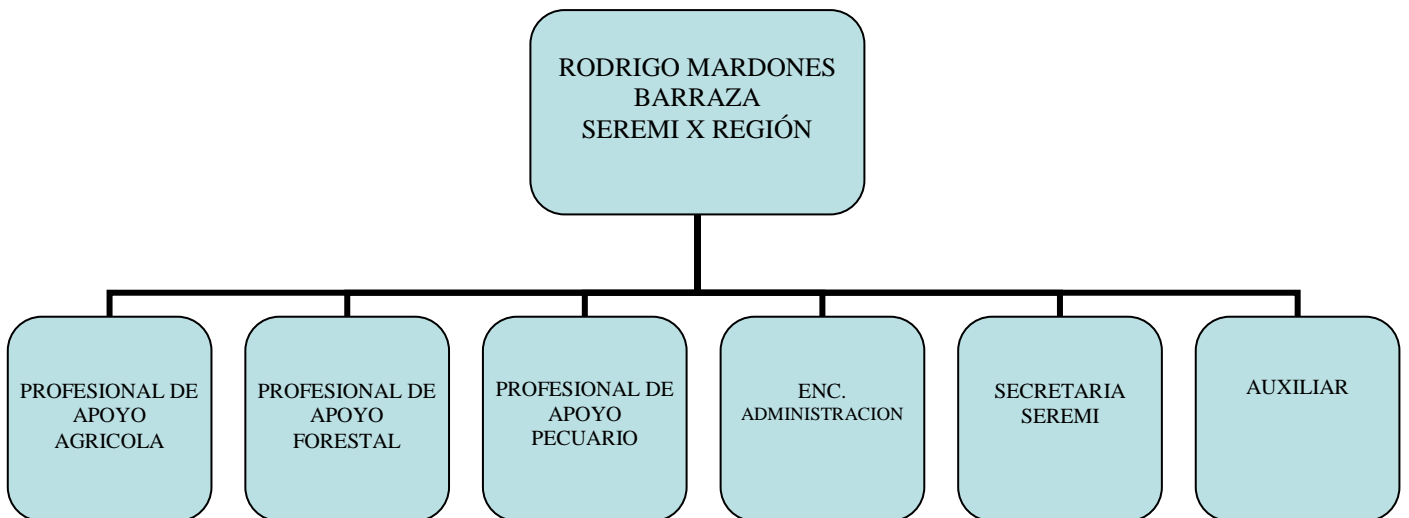 RODRIGO MARDONES
BARRAZA
SEREMI X REGIÓN
PROFESIONAL DE
APOYO
AGRICOLA
PROFESIONAL DE
APOYO
FORESTAL
PROFESIONAL DE
APOYO
PECUARIO
ENC.
ADMINISTRACION
SECRETARIA
SEREMI
AUXILIAR